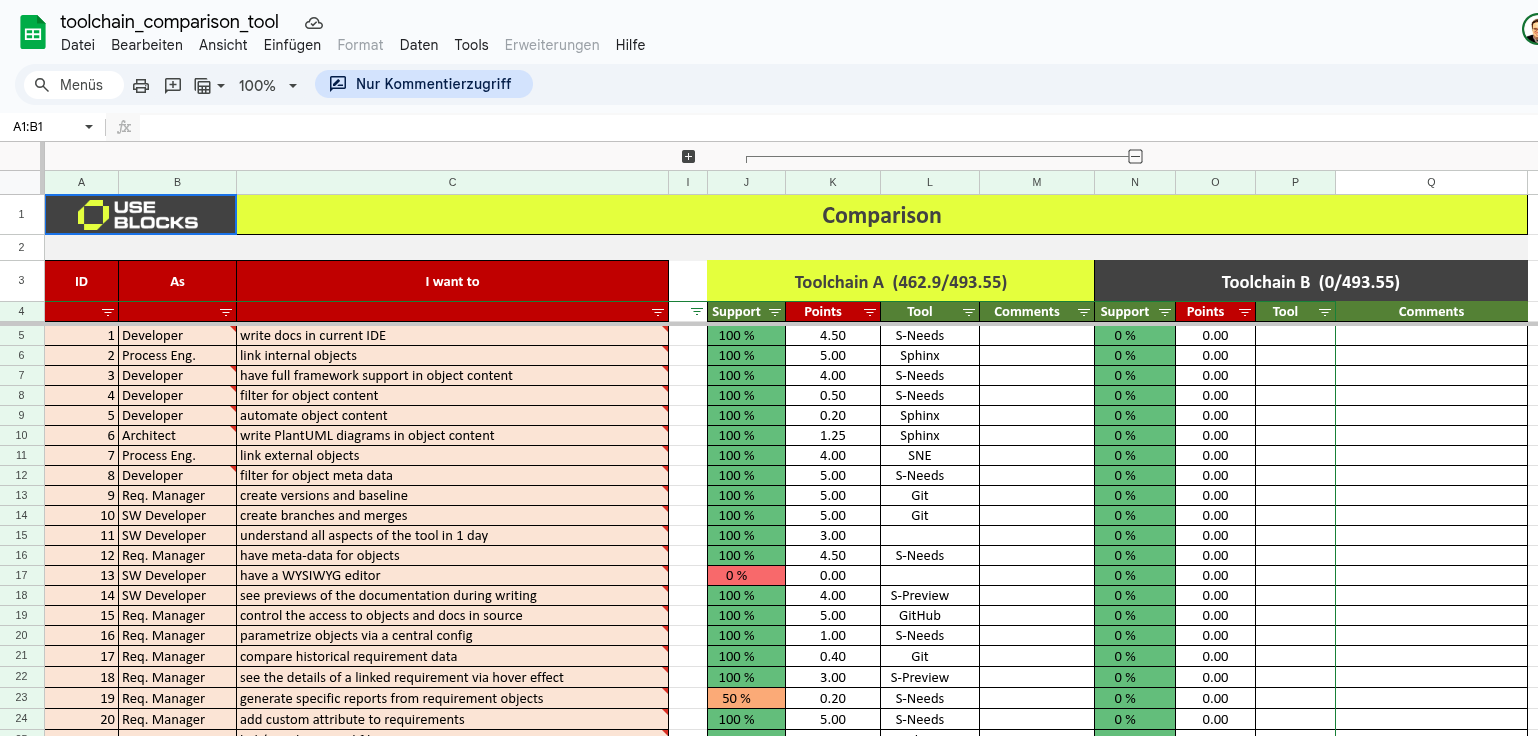 toolchain_comparison_tool
Datei Bearbeiten Ansicht Einfügen Format Daten Tools Erweiterungen Hilfe
Menüs 100% Nur Kommentierzugriff
A1:B1 fx
A B C I J K L M N O P Q
1 USE BLOCKS Comparison
2
3 ID As I want to Toolchain A (462.9/493.55) Toolchain B (0/493.55)
4 Support Points Tool Comments Support Points Tool Comments
5 1 Developer write docs in current IDE 100 % 4.50 S-Needs 0 % 0.00
6 2 Process Eng. link internal objects 100 % 5.00 Sphinx 0 % 0.00
7 3 Developer have full framework support in object content 100 % 4.00 S-Needs 0 % 0.00
8 4 Developer filter for object content 100 % 0.50 S-Needs 0 % 0.00
9 5 Developer automate object content 100 % 0.20 Sphinx 0 % 0.00
10 6 Architect write PlantUML diagrams in object content 100 % 1.25 Sphinx 0 % 0.00
11 7 Process Eng. link external objects 100 % 4.00 SNE 0 % 0.00
12 8 Developer filter for object meta data 100 % 5.00 S-Needs 0 % 0.00
13 9 Req. Manager create versions and baseline 100 % 5.00 Git 0 % 0.00
14 10 SW Developer create branches and merges 100 % 5.00 Git 0 % 0.00
15 11 SW Developer understand all aspects of the tool in 1 day 100 % 3.00 0 % 0.00
16 12 Req. Manager have meta-data for objects 100 % 4.50 S-Needs 0 % 0.00
17 13 SW Developer have a WYSIWYG editor 0 % 0.00 0 % 0.00
18 14 SW Developer see previews of the documentation during writing 100 % 4.00 S-Preview 0 % 0.00
19 15 Req. Manager control the access to objects and docs in source 100 % 5.00 GitHub 0 % 0.00
20 16 Req. Manager parametrize objects via a central config 100 % 1.00 S-Needs 0 % 0.00
21 17 Req. Manager compare historical requirement data 100 % 0.40 Git 0 % 0.00
22 18 Req. Manager see the details of a linked requirement via hover effect 100 % 3.00 S-Preview 0 % 0.00
23 19 Req. Manager generate specific reports from requirement objects 50 % 0.20 S-Needs 0 % 0.00
24 20 Req. Manager add custom attribute to requirements 100 % 5.00 S-Needs 0 % 0.00